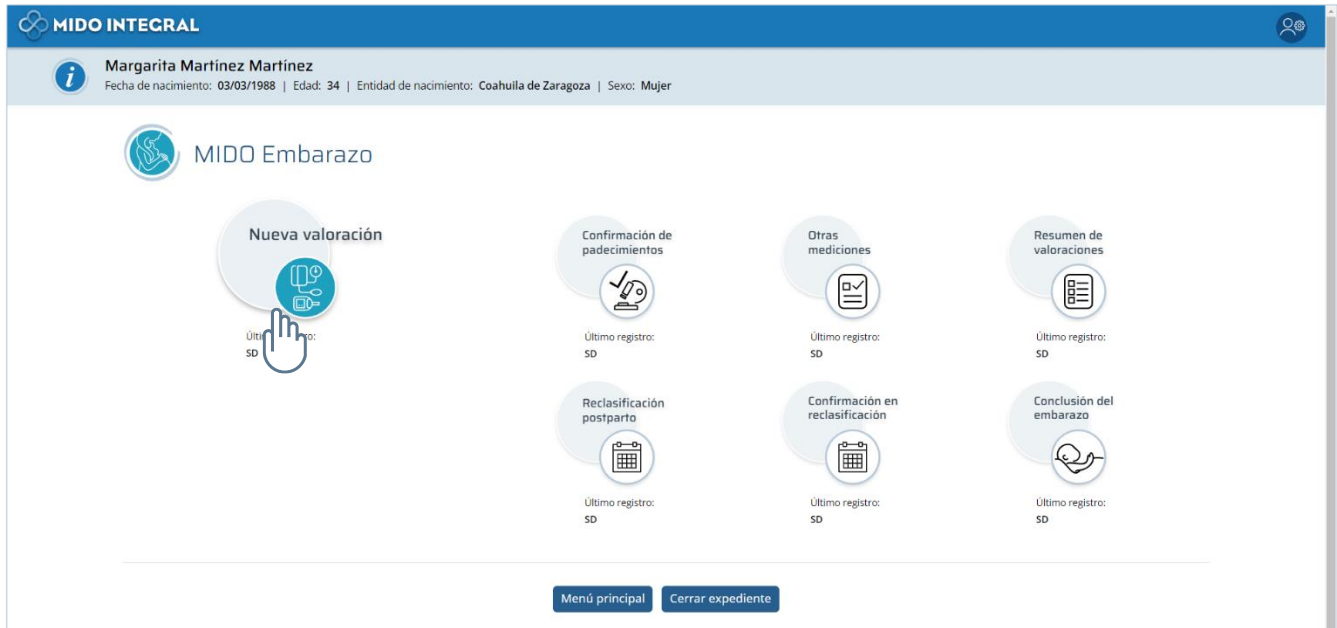 MIDO INTEGRAL
Margarita Martínez Martínez
Fecha de nacimiento: 03/03/1988 | Edad: 34 | Entidad de nacimiento: Coahuila de Zaragoza | Sexo: Mujer
MIDO Embarazo
Nueva valoración
SD
Confirmación de
padecimientos
Último registro:
SD
Otras
mediciones
Último registro:
SD
Resumen de
valoraciones
Último registro:
SD
Reclasificación
postparto
Último registro:
SD
Confirmación en
reclasificación
Último registro:
SD
Conclusión del
embarazo
Último registro:
SD
Menú principal
Cerrar expediente